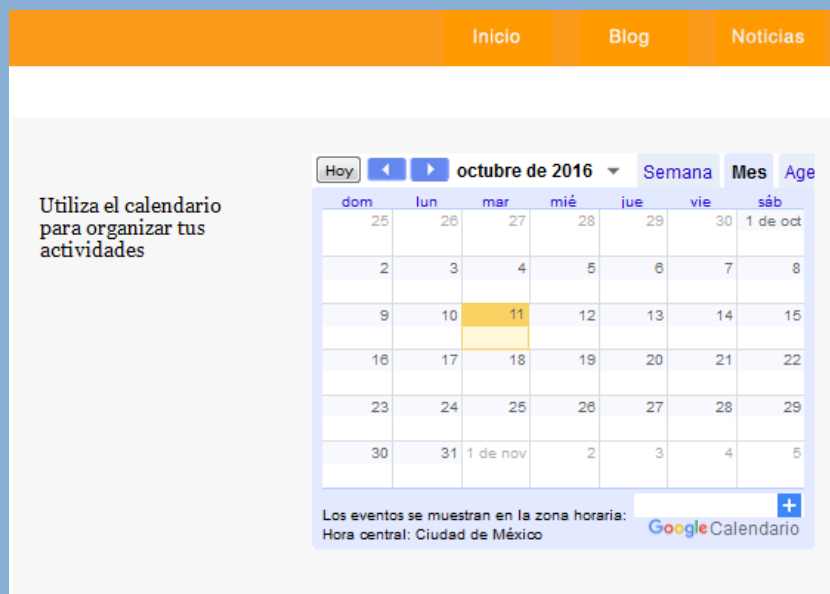 Inicio Blog Noticias
Hoy octubre de 2016 Semana Mes Age
Utiliza el calendario
para organizar tus
actividades
dom lun mar mié jue vie sáb
25 26 27 28 29 30 1 de oct
2 3 4 5 6 7 8
9 10 11 12 13 14 15
16 17 18 19 20 21 22
23 24 25 26 27 28 29
30 31 1 de nov 2 3 4 5
Los eventos se muestran en la zona horaria:
Hora central: Ciudad de México
+
Google Calendario